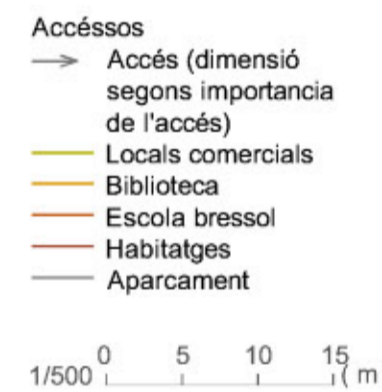 Accéssos
Accés (dimensió
segons importancia
de l'accés)
Locals comercials
Biblioteca
Escola bressol
Habitatges
Aparcament
0 5 10 15
1/500 ( m